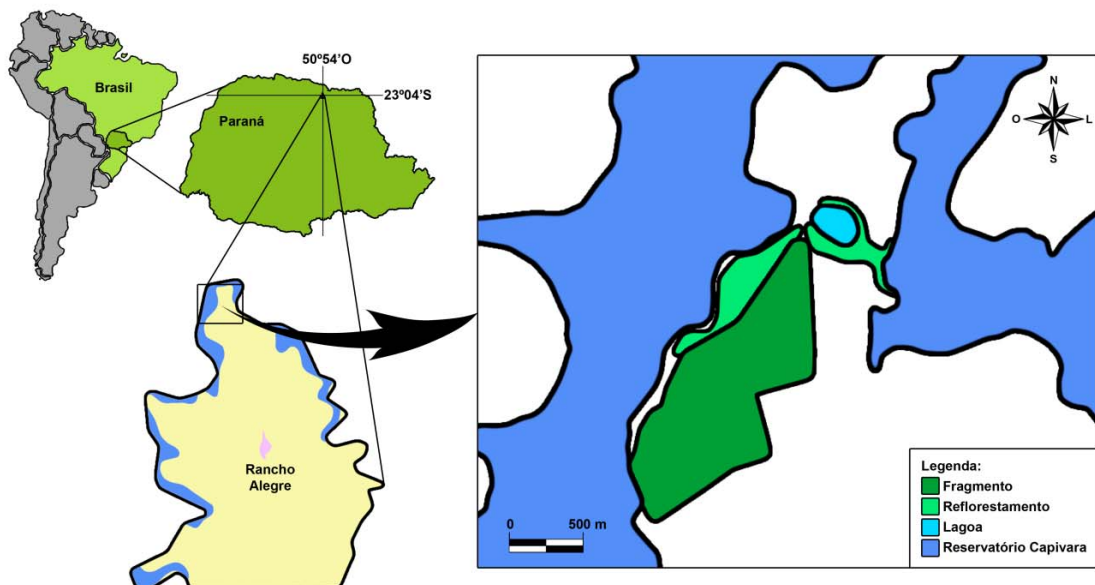 Brasil
50º54'O
23º04'S
Paraná
Rancho
Alegre
N
O
L
S
0 500 m
Legenda:
Fragmento
Reflorestamento
Lagoa
Reservatório Capivara